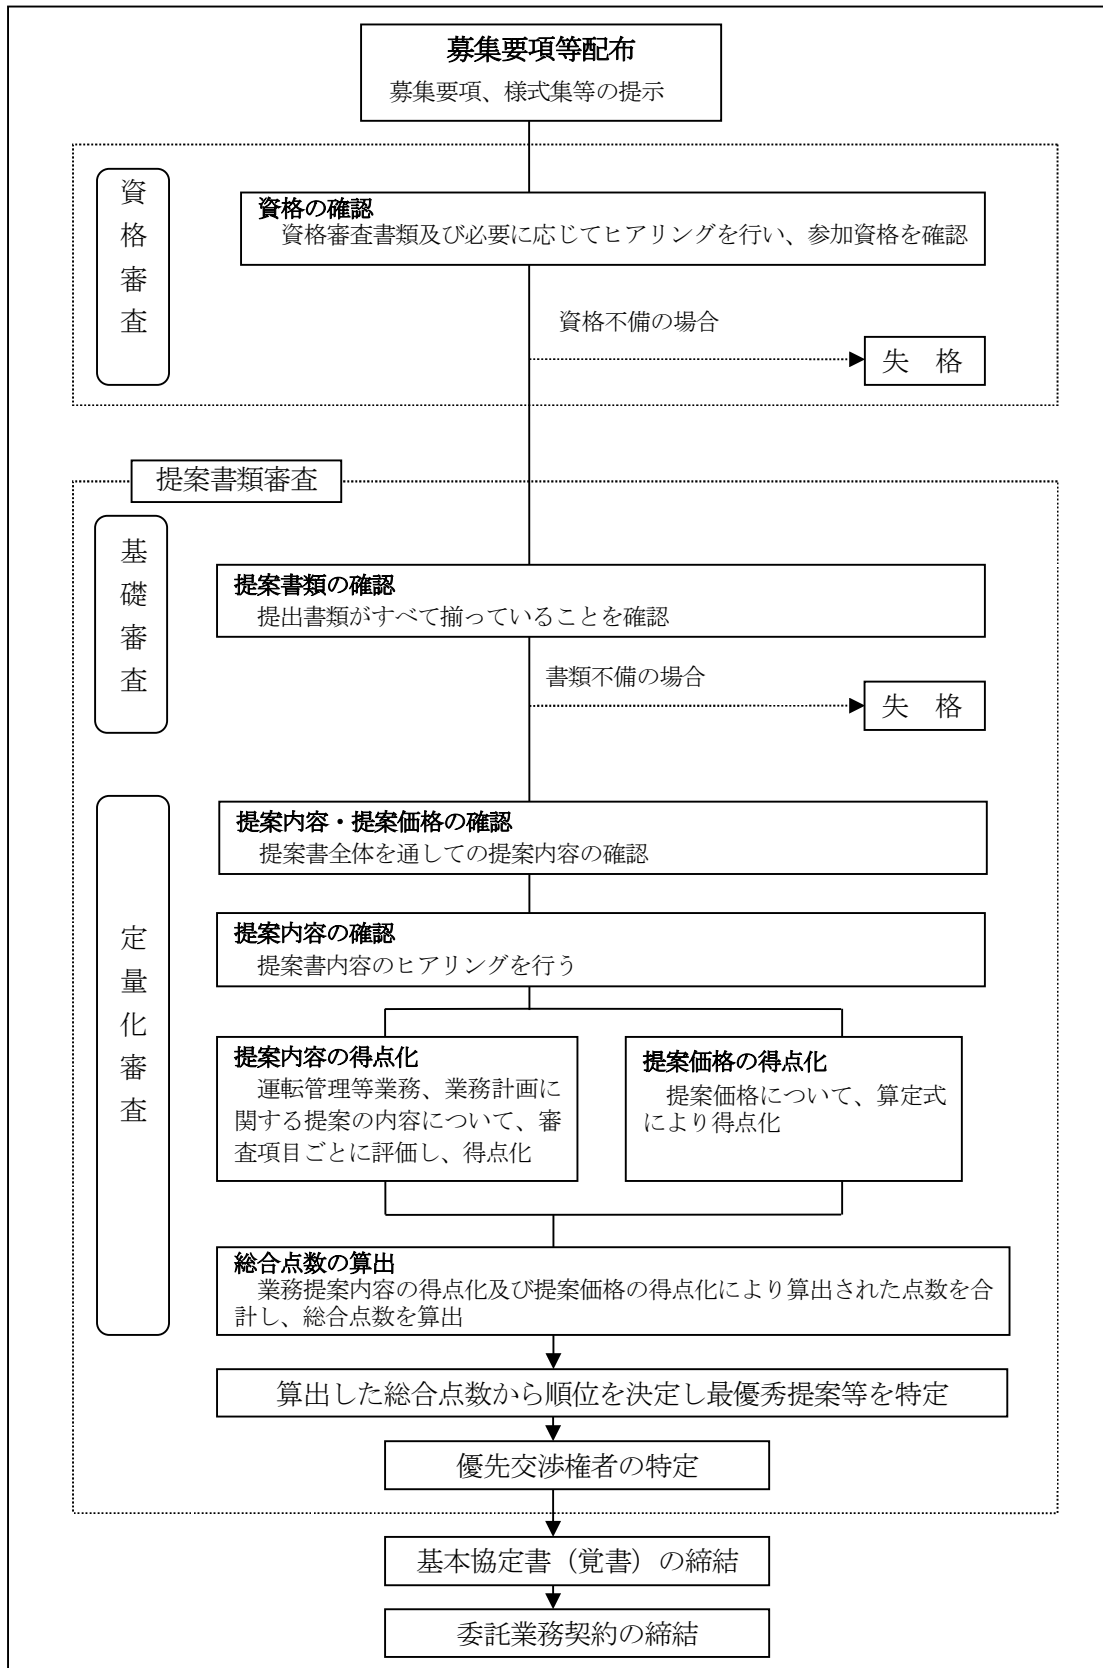 募集要項等配布
募集要項、様式集等の提示
資格審査
資格の確認
資格審査書類及び必要に応じてヒアリングを行い、参加資格を確認
資格不備の場合
失　格
提案書類審査
基礎審査
提案書類の確認
提出書類がすべて揃っていることを確認
書類不備の場合
失　格
定量化審査
提案内容・提案価格の確認
提案書全体を通しての提案内容の確認
提案内容の確認
提案書内容のヒアリングを行う
提案内容の得点化
運転管理等業務、業務計画に
関する提案の内容について、審
査項目ごとに評価し、得点化
提案価格の得点化
提案価格について、算定式
により得点化
総合点数の算出
業務提案内容の得点化及び提案価格の得点化により算出された点数を合
計し、総合点数を算出
算出した総合点数から順位を決定し最優秀提案等を特定
優先交渉権者の特定
基本協定書（覚書）の締結
委託業務契約の締結